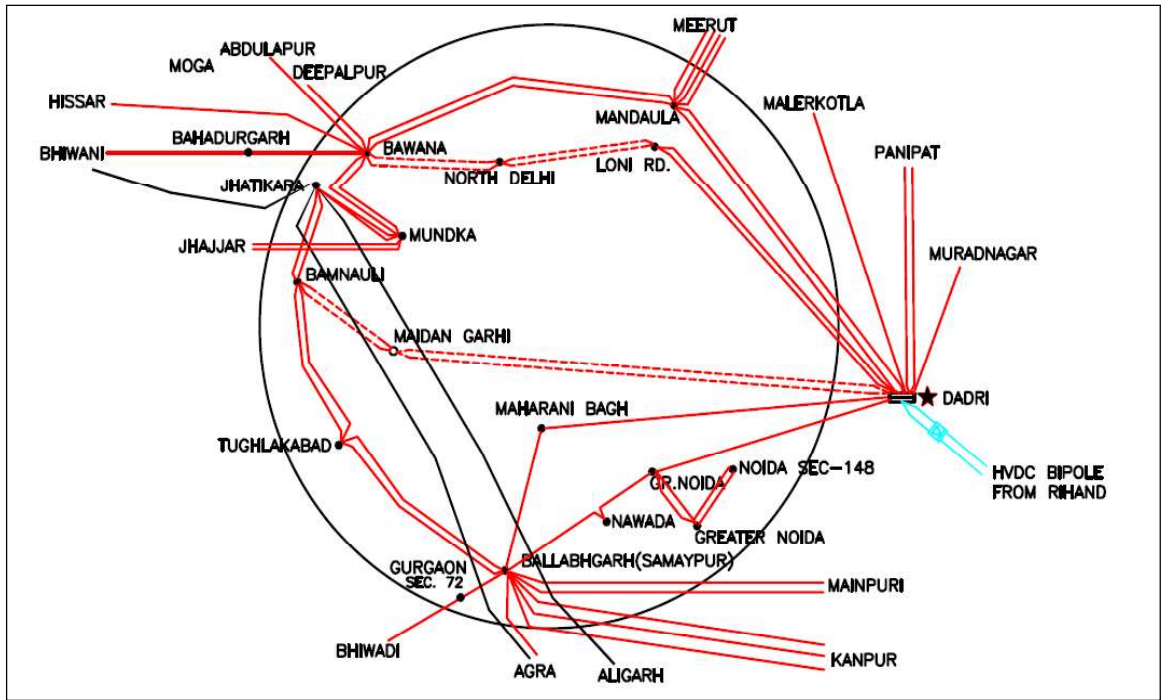 MEERUT
ABDULAPUR
MOGA
DEEPALPUR
HISSAR
MANDAULA
MALERKOTLA
BAHADURGARH
BHIWANI
BAWANA
NORTH DELHI
LONI RD.
PANIPAT
JHATIKARA
MUNDKA
JHAJJAR
MURADNAGAR
BAMNAULI
MAIDAN GARHI
DADRI
MAHARANI BAGH
TUGHLAKABAD
GR.NOIDA
NOIDA SEC-148
HVDC BIPOLE
FROM RIHAND
NAWADA
GREATER NOIDA
BALLABHGARH(SAMAYPUR)
GURGAON
SEC. 72
MAINPURI
BHIWADI
AGRA
ALIGARH
KANPUR